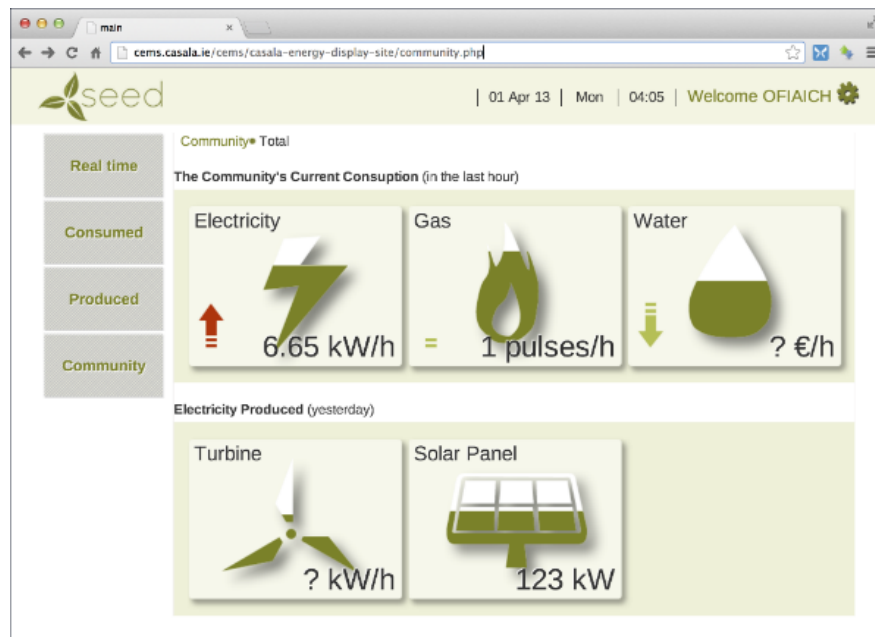 main
cems.casala.ie/cems/casala-energy-display-site/community.php
seed
| 01 Apr 13 | Mon | 04:05 | Welcome OFIAICH
Real time
Consumed
Produced
Community
Community• Total
The Community's Current Consuption (in the last hour)
Electricity
6.65 kW/h
Gas
=
1 pulses/h
Water
? €/h
Electricity Produced (yesterday)
Turbine
? kW/h
Solar Panel
123 kW